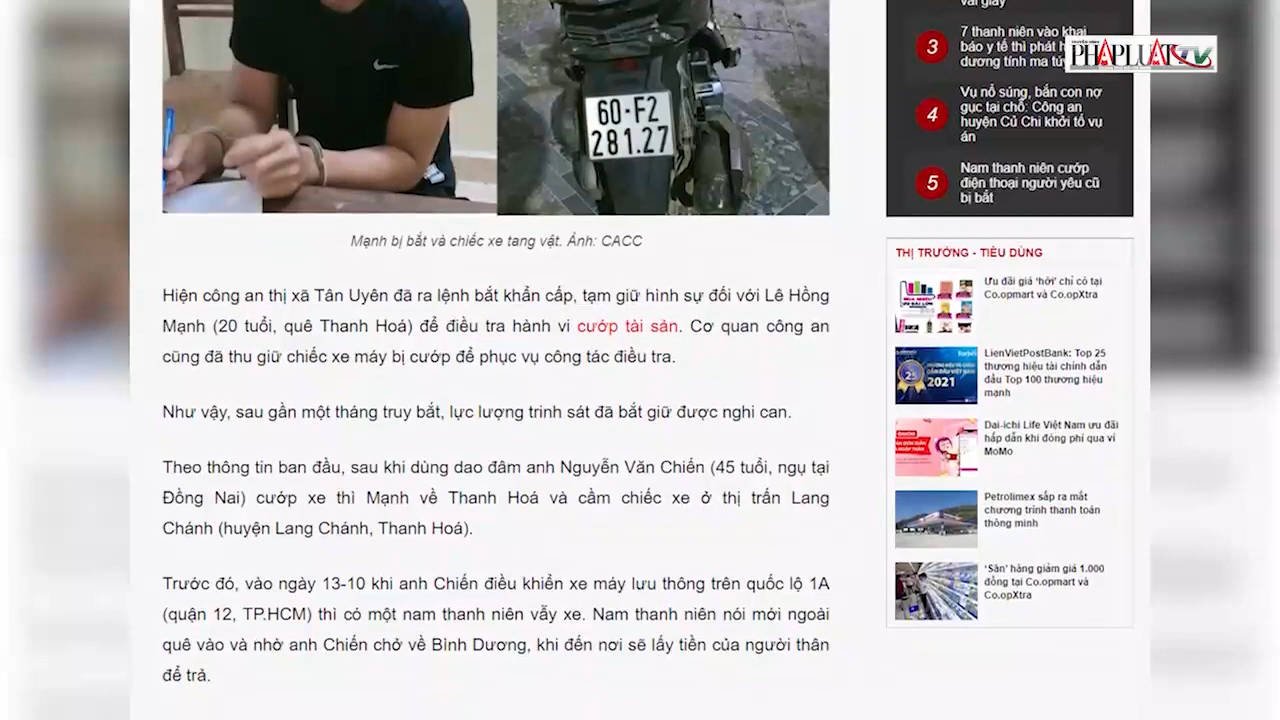 60-F2
281.27
Mạnh bị bắt và chiếc xe tang vật. Ảnh: CACC
Hiện công an thị xã Tân Uyên đã ra lệnh bắt khẩn cấp, tạm giữ hình sự đối với Lê Hồng
Mạnh (20 tuổi, quê Thanh Hoá) để điều tra hành vi cướp tài sản. Cơ quan công an
cũng đã thu giữ chiếc xe máy bị cướp để phục vụ công tác điều tra.
Như vậy, sau gần một tháng truy bắt, lực lượng trinh sát đã bắt giữ được nghi can.
Theo thông tin ban đầu, sau khi dùng dao đâm anh Nguyễn Văn Chiến (45 tuổi, ngụ tại
Đồng Nai) cướp xe thì Mạnh về Thanh Hoá và cầm chiếc xe ở thị trấn Lang
Chánh (huyện Lang Chánh, Thanh Hoá).
Trước đó, vào ngày 13-10 khi anh Chiến điều khiển xe máy lưu thông trên quốc lộ 1A
(quận 12, TP.HCM) thì có một nam thanh niên vẫy xe. Nam thanh niên nói mới ngoài
quê vào và nhờ anh Chiến chở về Bình Dương, khi đến nơi sẽ lấy tiền của người thân
để trả.
vài giây
3
7 thanh niên vào khai
báo y tế thì phát
dương tính ma
PHÁPLUẬT TV
4
Vụ nổ súng, bắn con nợ
gục tại chỗ: Công an
huyện Củ Chi khởi tố vụ
án
5
Nam thanh niên cướp
điện thoại người yêu cũ
bị bắt
THỊ TRƯỜNG - TIÊU DÙNG
Ưu đãi giá ‘hời’ chỉ có tại
Co.opmart và Co.opXtra
LienVietPostBank: Top 25
thương hiệu tài chính dẫn
đầu Top 100 thương hiệu
mạnh
25
2021
Dai-ichi Life Việt Nam ưu đãi
hấp dẫn khi đóng phí qua ví
MoMo
Petrolimex sắp ra mắt
chương trình thanh toán
thông minh
‘Săn’ hàng giảm giá 1.000
đồng tại Co.opmart và
Co.opXtra